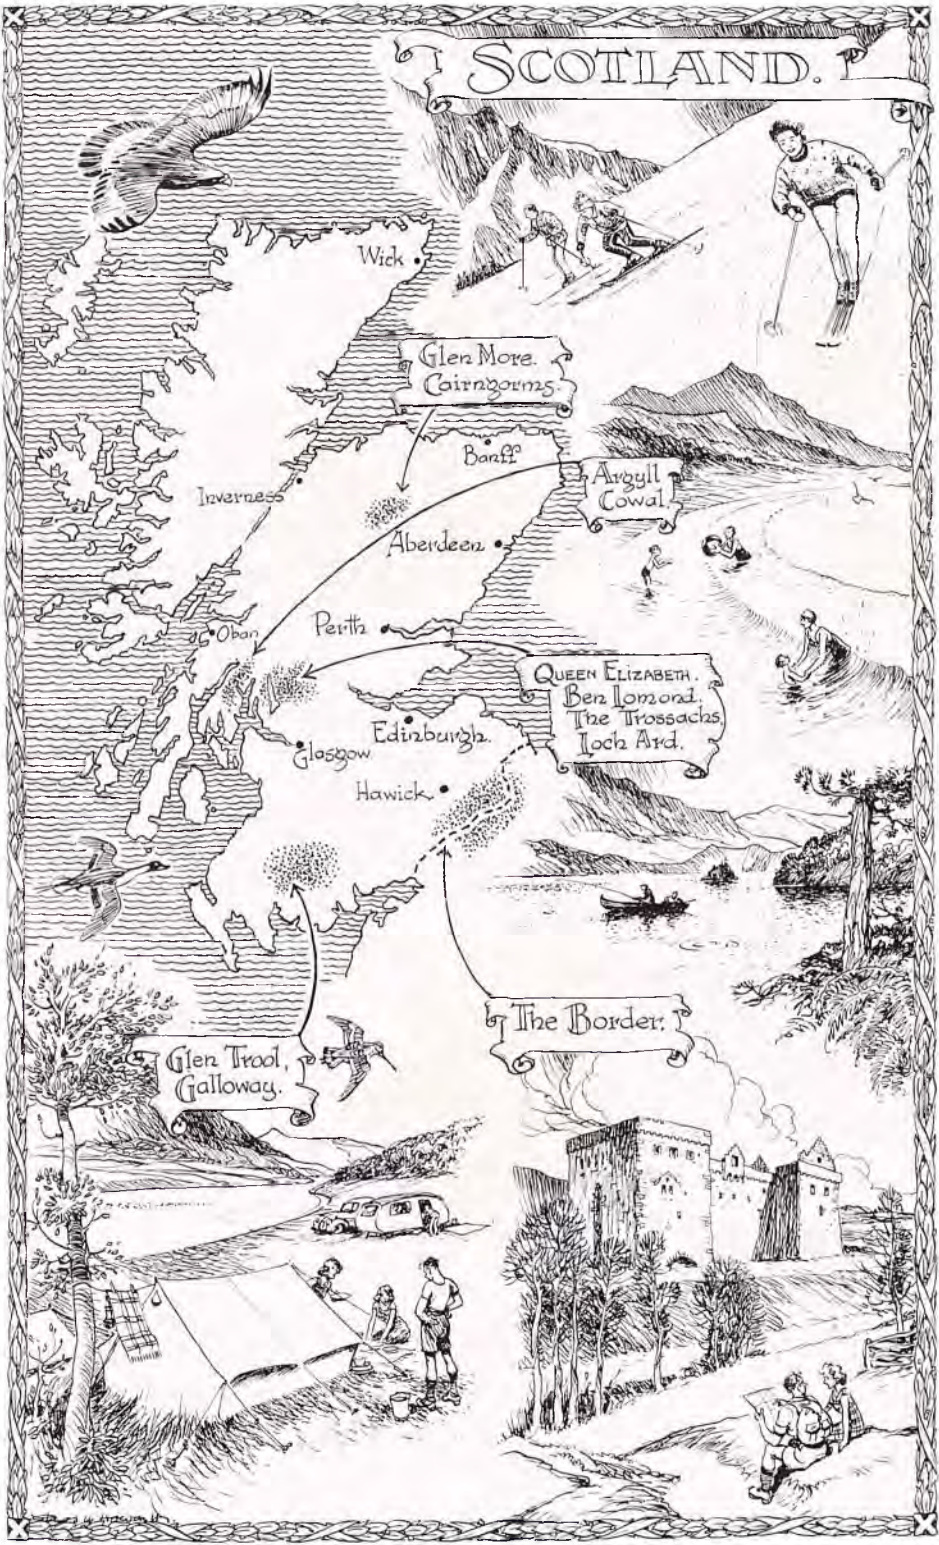 SCOTLAND.
Wick
Glen More.
Cairngorms.
Banff
Argyll
Cowal.
Inverness
Aberdeen
Oban
Perth
QUEEN ELIZABETH.
Ben Lomond,
The Trossachs,
Loch Ard.
Edinburgh.
Glasgow
Hawick
The Border.
Glen Trool,
Galloway.